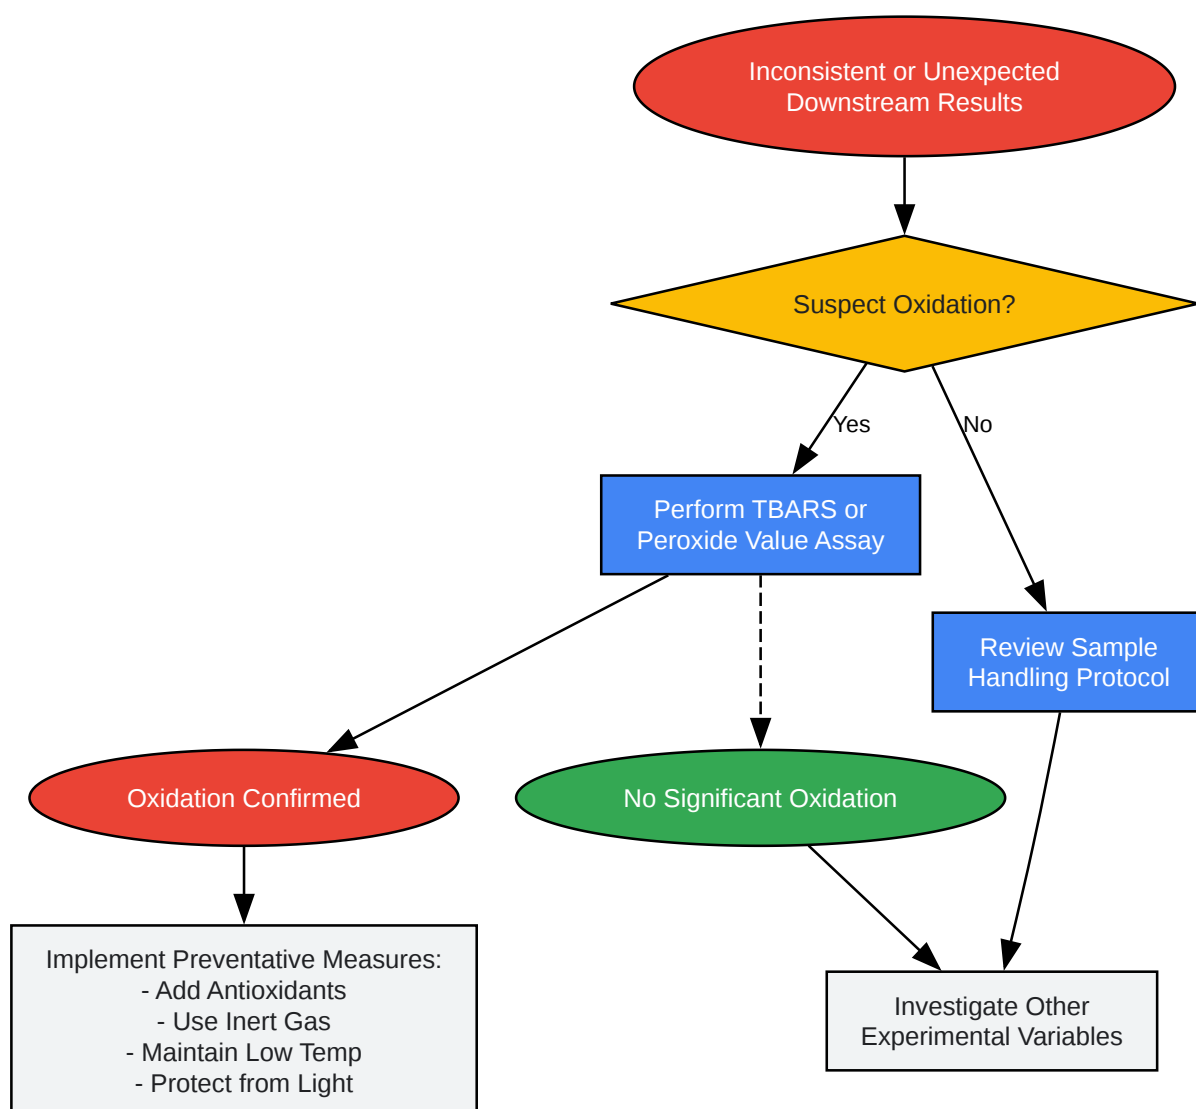 Inconsistent or Unexpected
Downstream Results
Suspect Oxidation?
Yes
No
Perform TBARS or
Peroxide Value Assay
Review Sample
Handling Protocol
Oxidation Confirmed
No Significant Oxidation
Implement Preventative Measures:
- Add Antioxidants
- Use Inert Gas
- Maintain Low Temp
- Protect from Light
Investigate Other
Experimental Variables